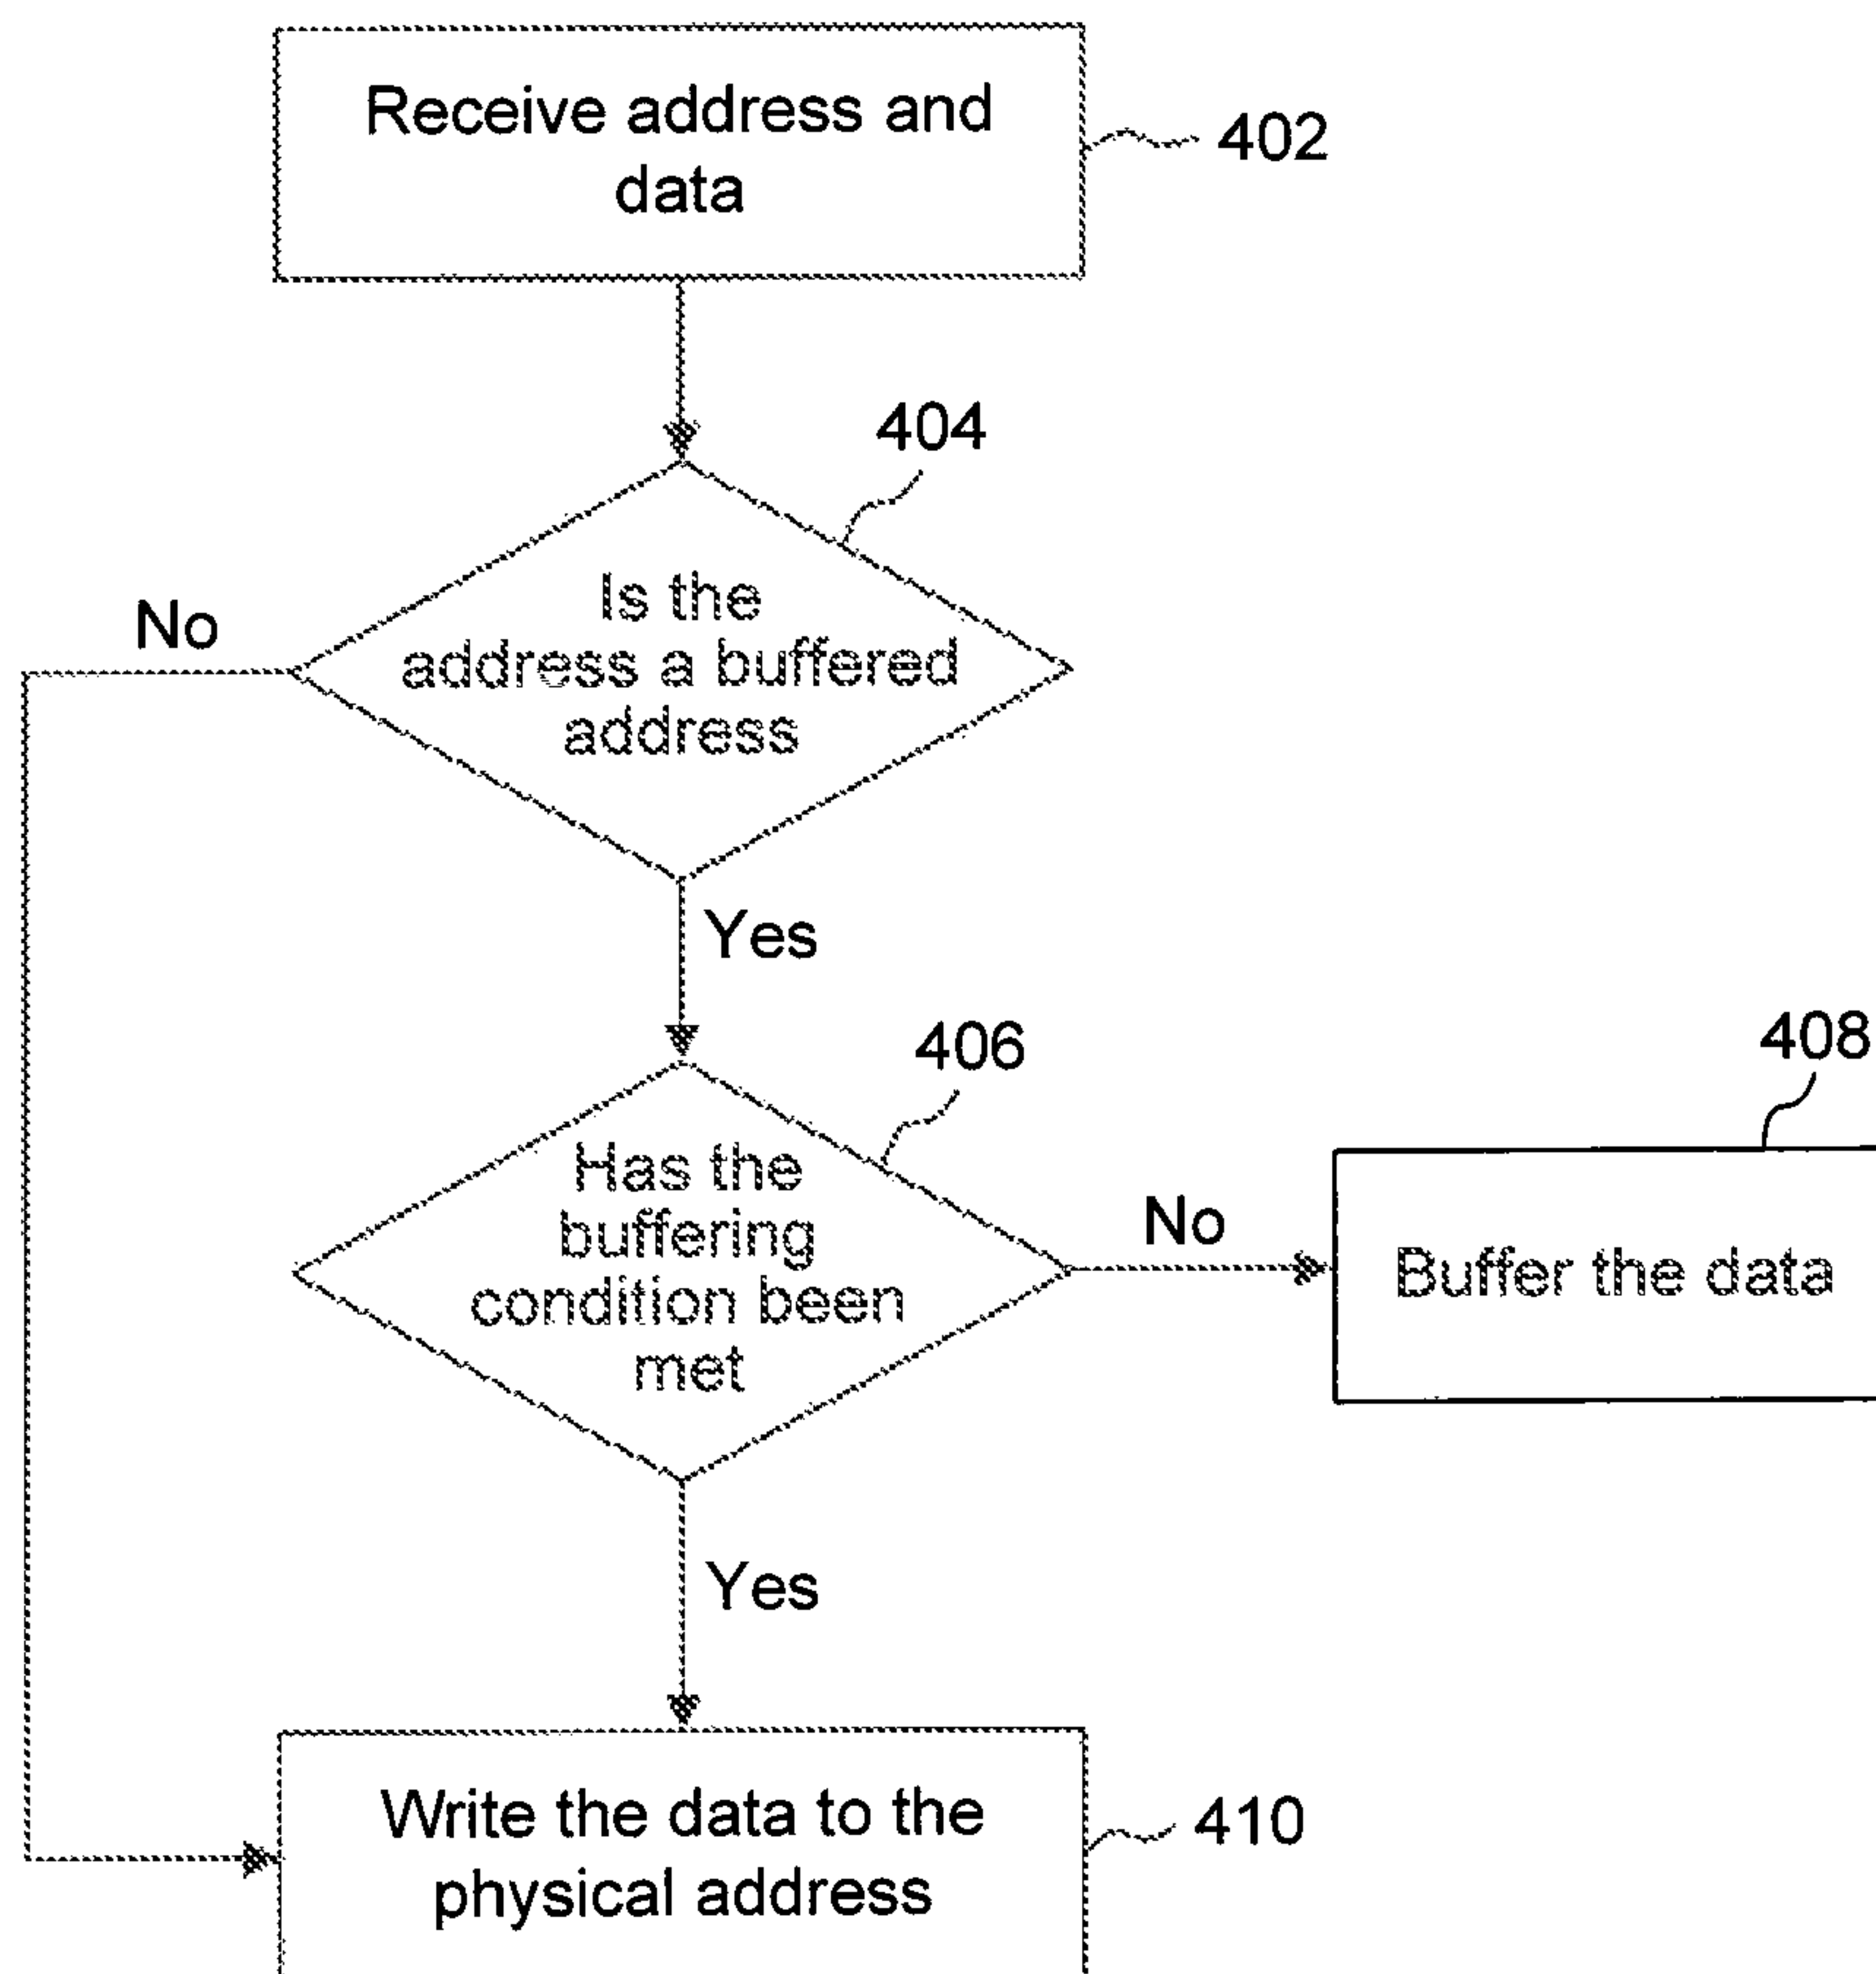 Receive address and
data
402
404
Is the
address a buffered
address
No
Yes
406
408
Has the
buffering
condition been
met
No
Buffer the data
Yes
Write the data to the
physical address
410